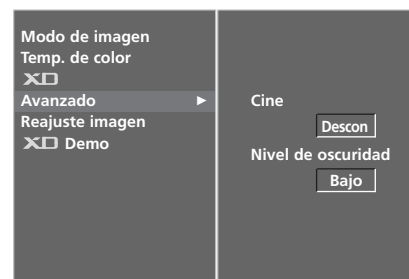 Modo de imagen
Temp. de color
XD
Avanzado ►
Reajuste imagen
XD Demo
Cine
Descon
Nivel de oscuridad
Bajo